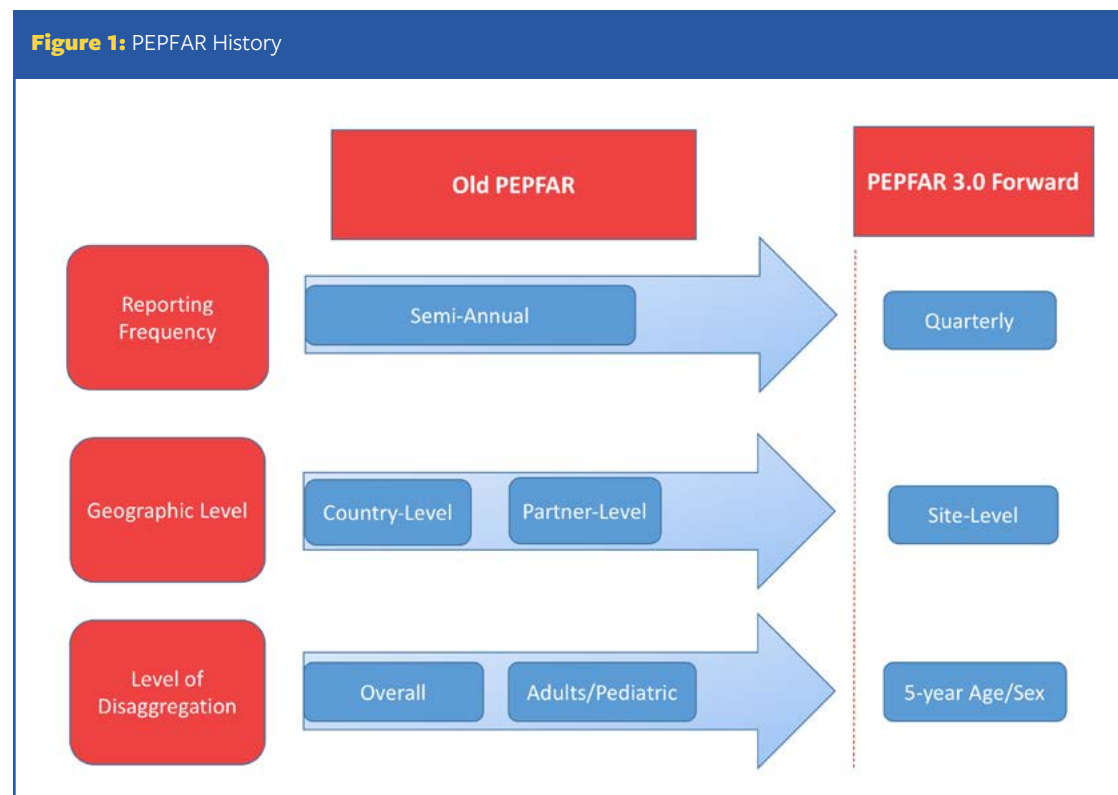 Figure 1: PEPFAR History
Old PEPFAR
PEPFAR 3.0 Forward
Reporting
Frequency
Semi-Annual
Quarterly
Geographic Level
Country-Level
Partner-Level
Site-Level
Level of
Disaggregation
Overall
Adults/Pediatric
5-year Age/Sex